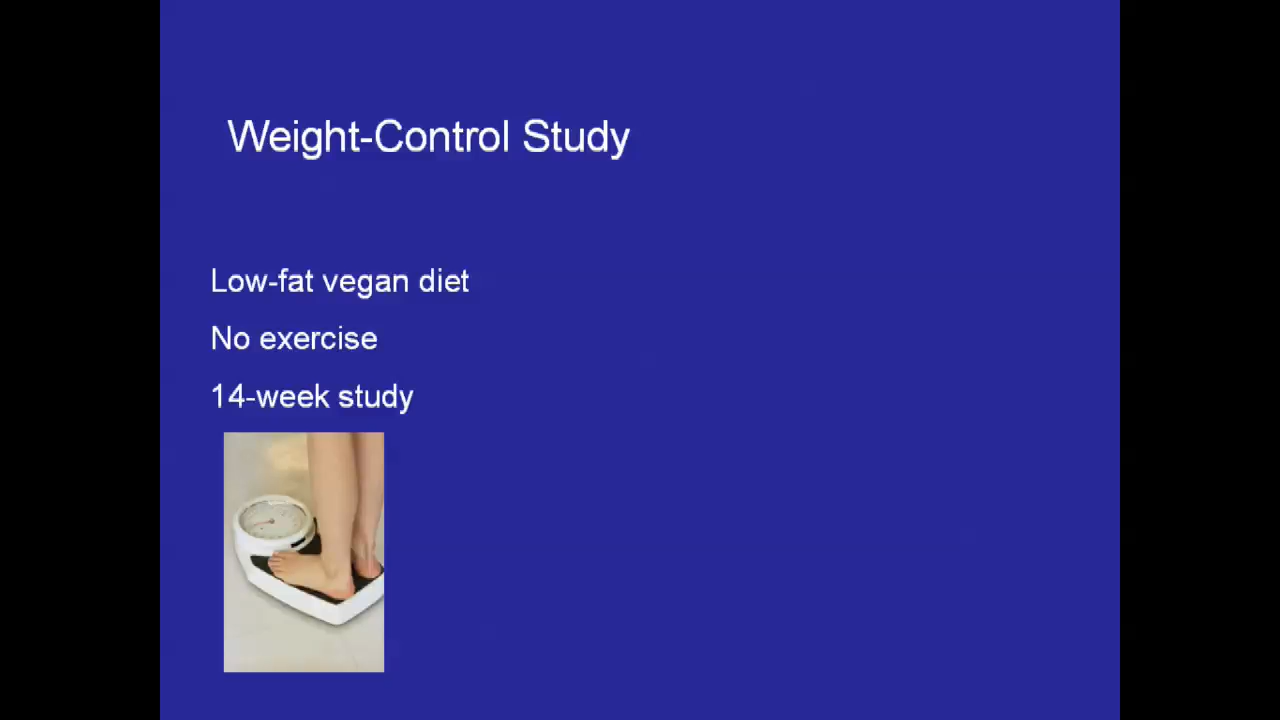 Weight-Control Study
Low-fat vegan diet
No exercise
14-week study